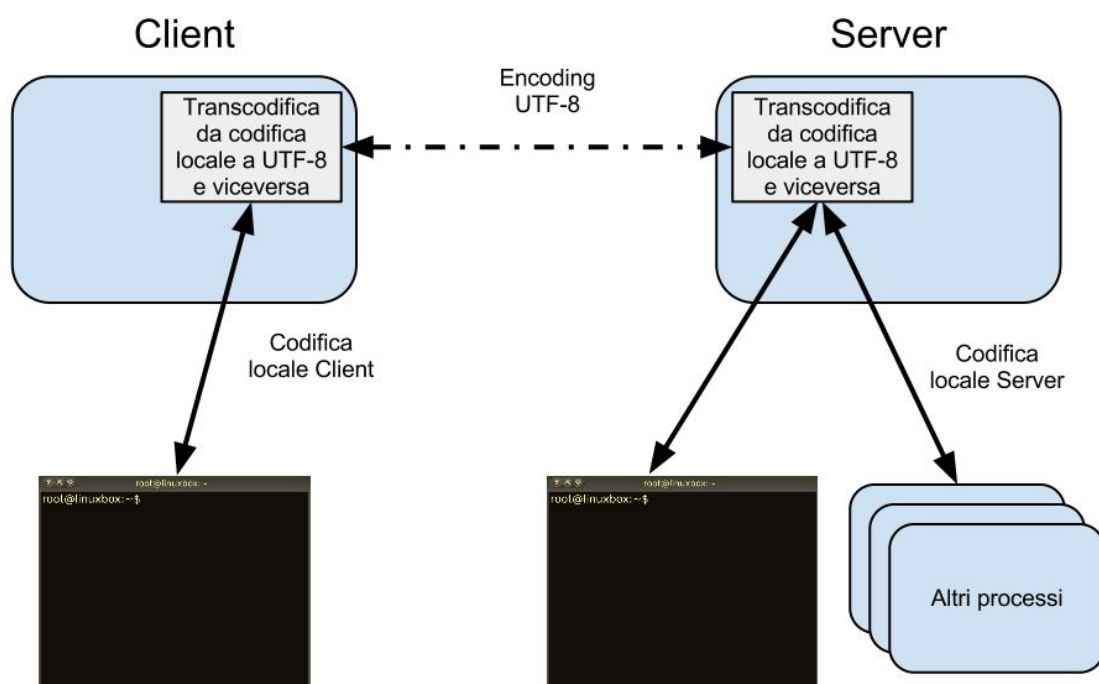 Client
Server
Encoding
UTF-8
Transcodifica
da codifica
locale a UTF-8
e viceversa
Transcodifica
da codifica
locale a UTF-8
e viceversa
Codifica
locale Client
Codifica
locale Server
root@linuxbox: ~
root@linuxbox:~$
root@linuxbox: ~
root@linuxbox:~$
Altri processi